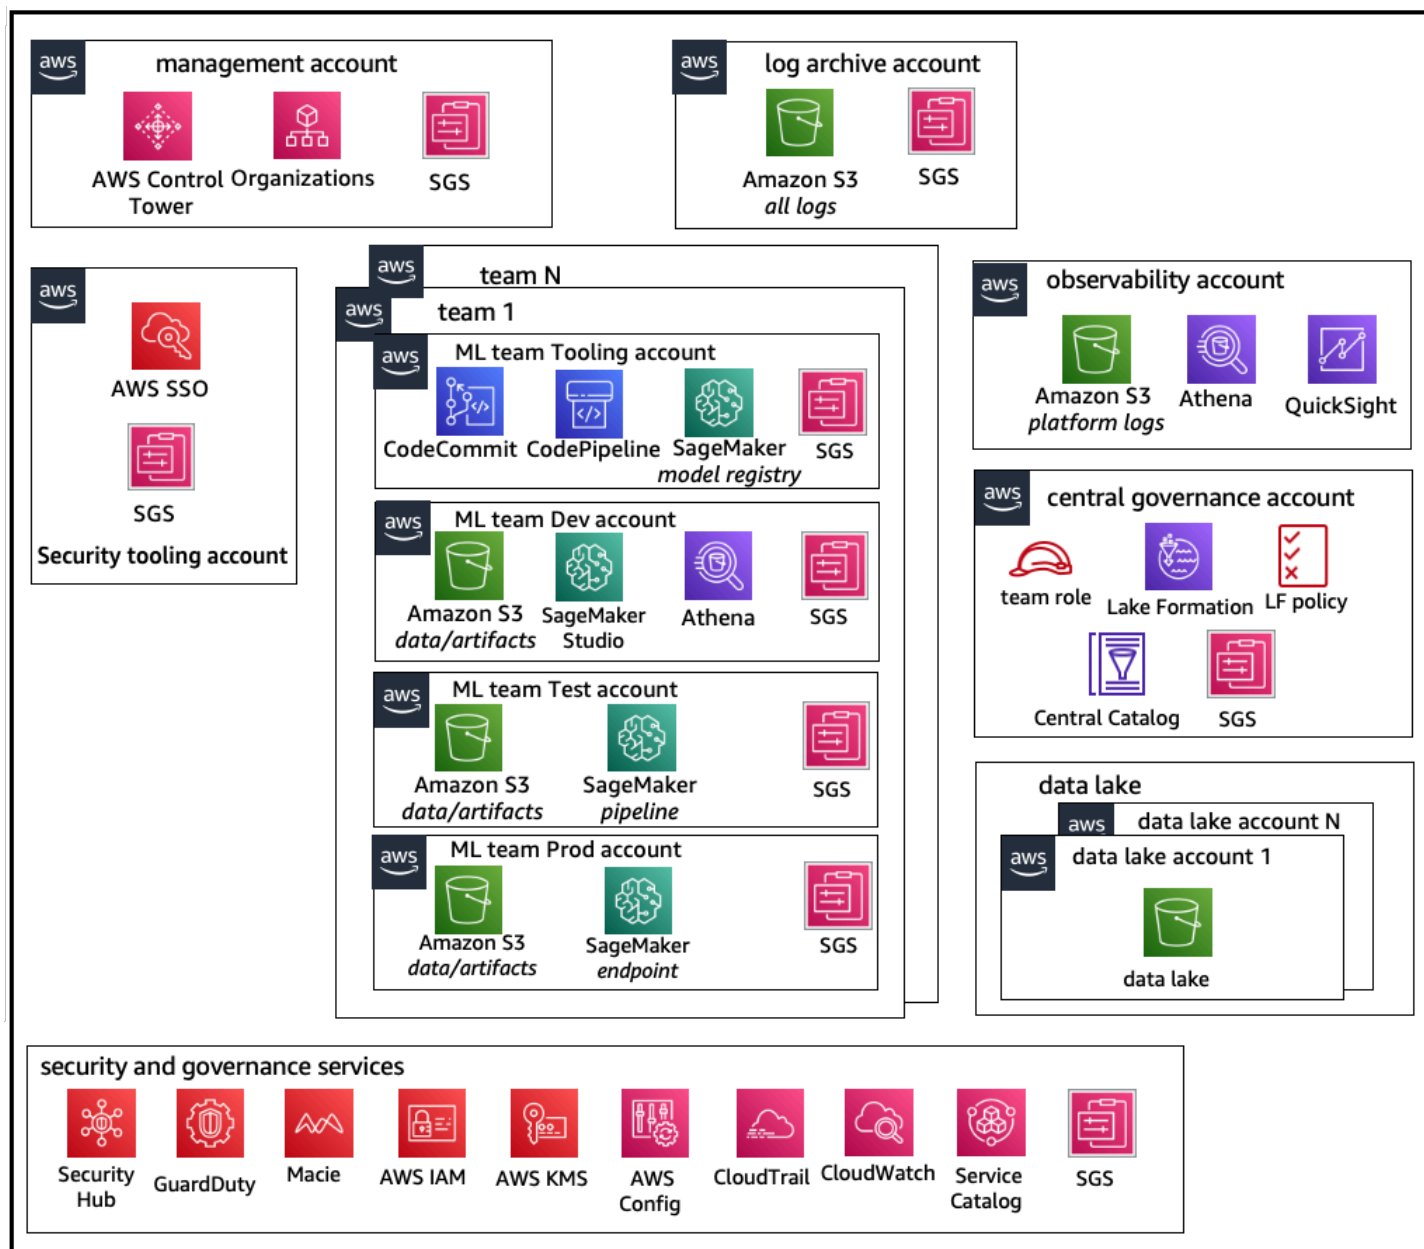 aws
management account
AWS Control
Tower
Organizations
SGS
aws
log archive account
Amazon S3
all logs
SGS
aws
AWS SSO
SGS
Security tooling account
aws
team N
aws
team 1
aws
ML team Tooling account
CodeCommit
CodePipeline
SageMaker
model registry
SGS
aws
ML team Dev account
Amazon S3
data/artifacts
SageMaker
Studio
Athena
SGS
aws
ML team Test account
Amazon S3
data/artifacts
SageMaker
pipeline
SGS
aws
ML team Prod account
Amazon S3
data/artifacts
SageMaker
endpoint
SGS
aws
observability account
Amazon S3
platform logs
Athena
QuickSight
aws
central governance account
team role
Lake Formation
LF policy
Central Catalog
SGS
data lake
aws
data lake account N
aws
data lake account 1
data lake
security and governance services
Security
Hub
GuardDuty
Macie
AWS IAM
AWS KMS
AWS
Config
CloudTrail
CloudWatch
Service
Catalog
SGS